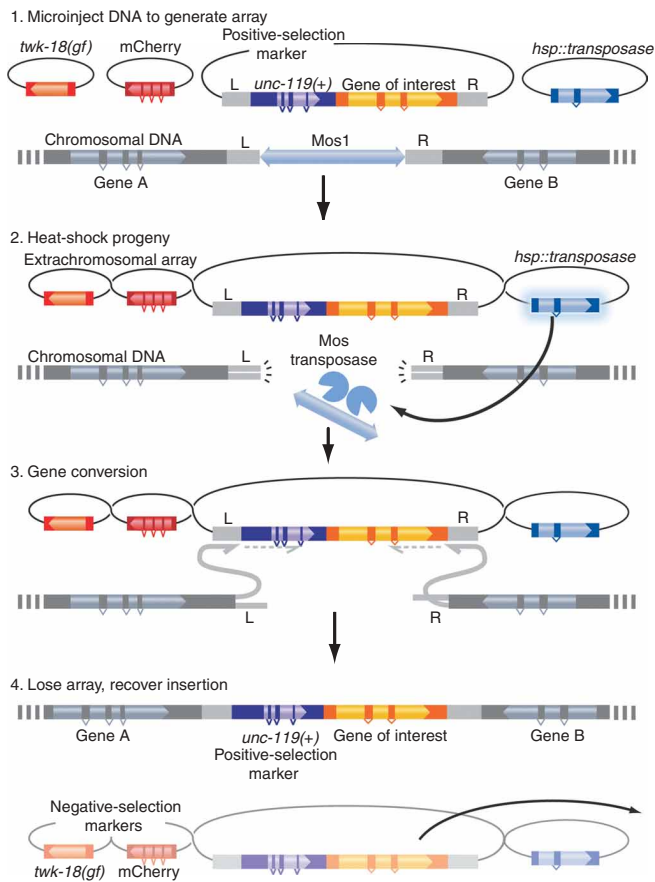 1. Microinject DNA to generate array
twk-18(gf)
mCherry
Positive-selection
marker
hsp::transposase
L
unc-119(+)
Gene of interest
R
Chromosomal DNA
L
Mos1
R
Gene A
Gene B
2. Heat-shock progeny
Extrachromosomal array
hsp::transposase
L
R
Chromosomal DNA
L
Mos
transposase
R
3. Gene conversion
L
R
L
R
4. Lose array, recover insertion
Gene A
unc-119(+)
Positive-selection
marker
Gene of interest
Gene B
Negative-selection
markers
twk-18(gf)
mCherry